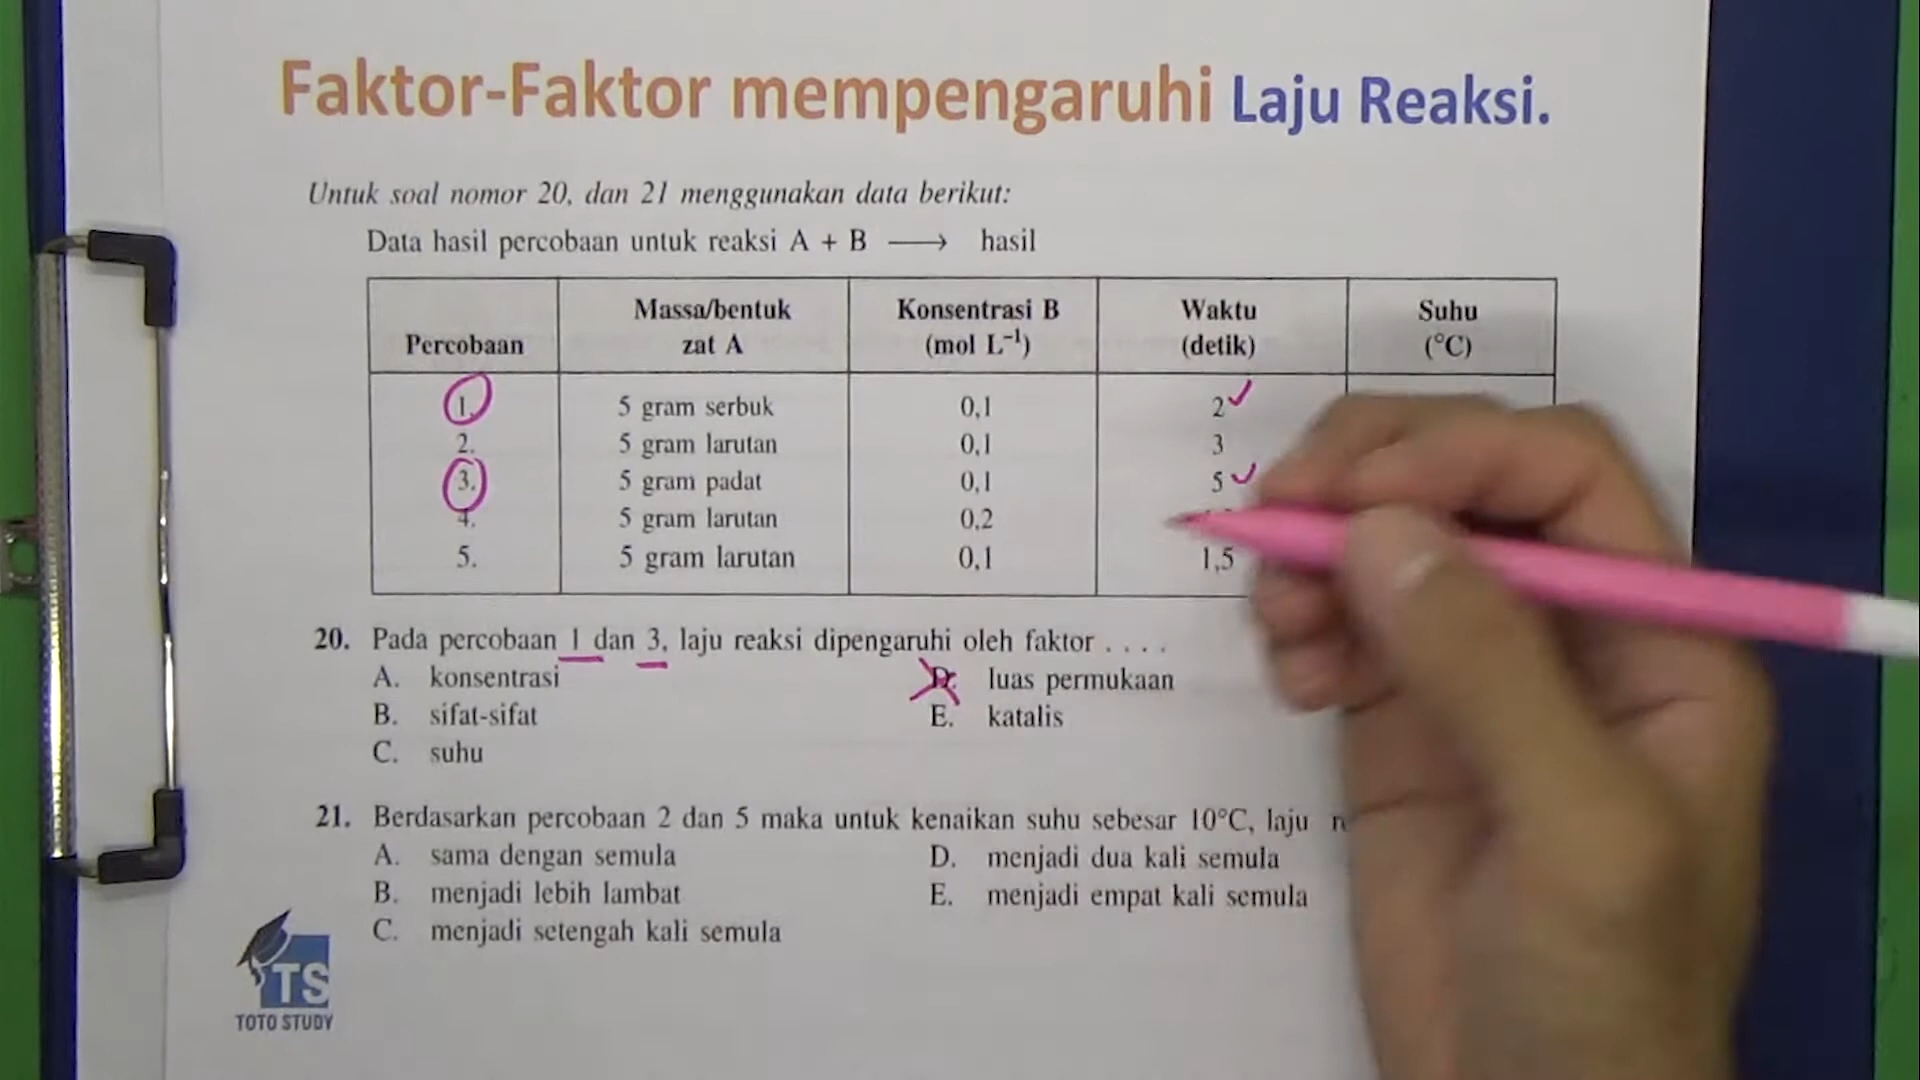 Faktor-Faktor mempengaruhi Laju Reaksi.
Untuk soal nomor 20, dan 21 menggunakan data berikut:
Data hasil percobaan untuk reaksi A + B ⟶ hasil
Percobaan Massa/bentuk zat A Konsentrasi B (mol L⁻¹) Waktu (detik) Suhu (°C)
1. 5 gram serbuk 0,1 2
2. 5 gram larutan 0,1 3
3. 5 gram padat 0,1 5
4. 5 gram larutan 0,2
5. 5 gram larutan 0,1 1,5
20. Pada percobaan 1 dan 3, laju reaksi dipengaruhi oleh faktor . . . .
A. konsentrasi D. luas permukaan
B. sifat-sifat E. katalis
C. suhu
21. Berdasarkan percobaan 2 dan 5 maka untuk kenaikan suhu sebesar 10°C, laju
A. sama dengan semula D. menjadi dua kali semula
B. menjadi lebih lambat E. menjadi empat kali semula
C. menjadi setengah kali semula
TS
TOTO STUDY